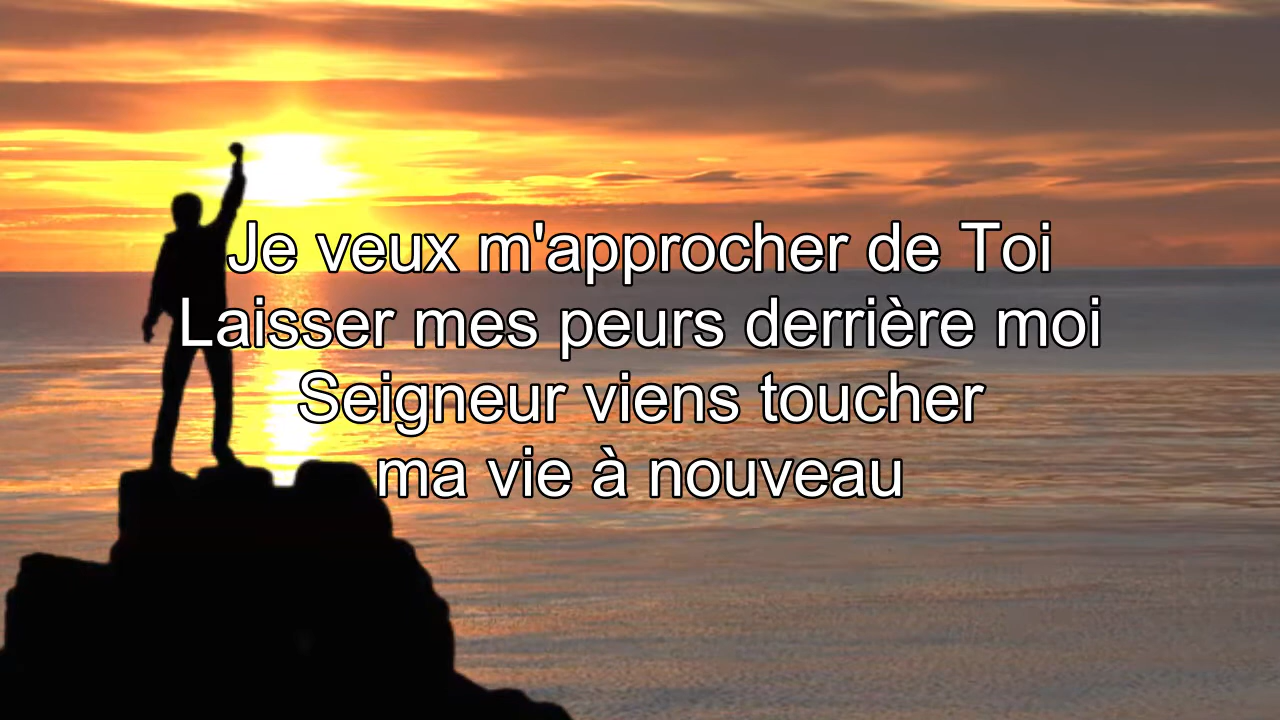 Je veux m'approcher de Toi
Laisser mes peurs derrière moi
Seigneur viens toucher
ma vie à nouveau